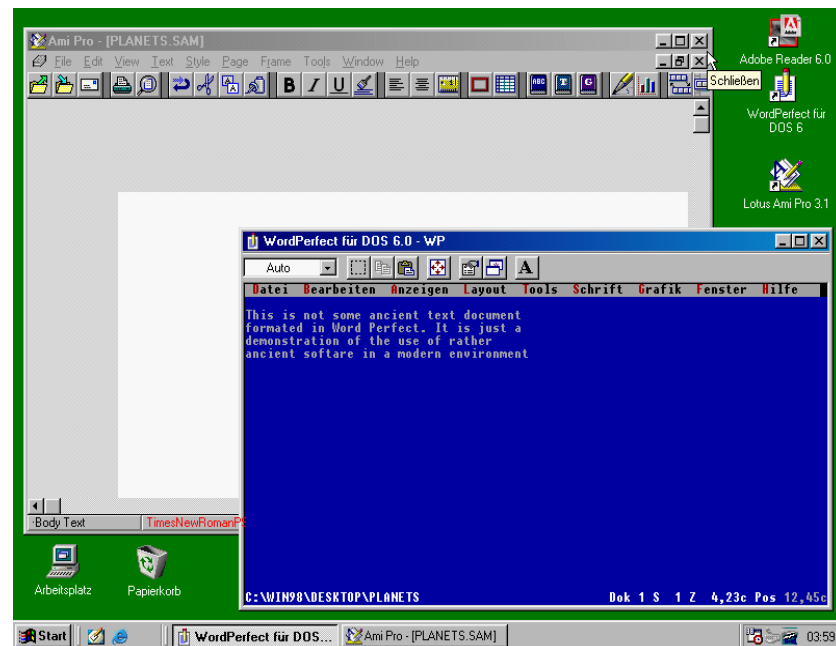 Ami Pro - [PLANETS.SAM]
File Edit View Text Style Page Frame Tools Window Help
B I U ABC T G
Schließen
Adobe Reader 6.0
WordPerfect für
DOS 6
Lotus Ami Pro 3.1
WordPerfect für DOS 6.0 - WP
Auto A
Datei Bearbeiten Anzeigen Layout Tools Schrift Grafik Fenster Hilfe
This is not some ancient text document
formated in Word Perfect. It is just a
demonstration of the use of rather
ancient softare in a modern environment
C:\WIN98\DESKTOP\PLANETS Dok 1 S 1 Z 4,23c Pos 12,45c
·Body Text TimesNewRomanPS
Arbeitsplatz
Papierkorb
Start WordPerfect für DOS... Ami Pro - [PLANETS.SAM] 03:59